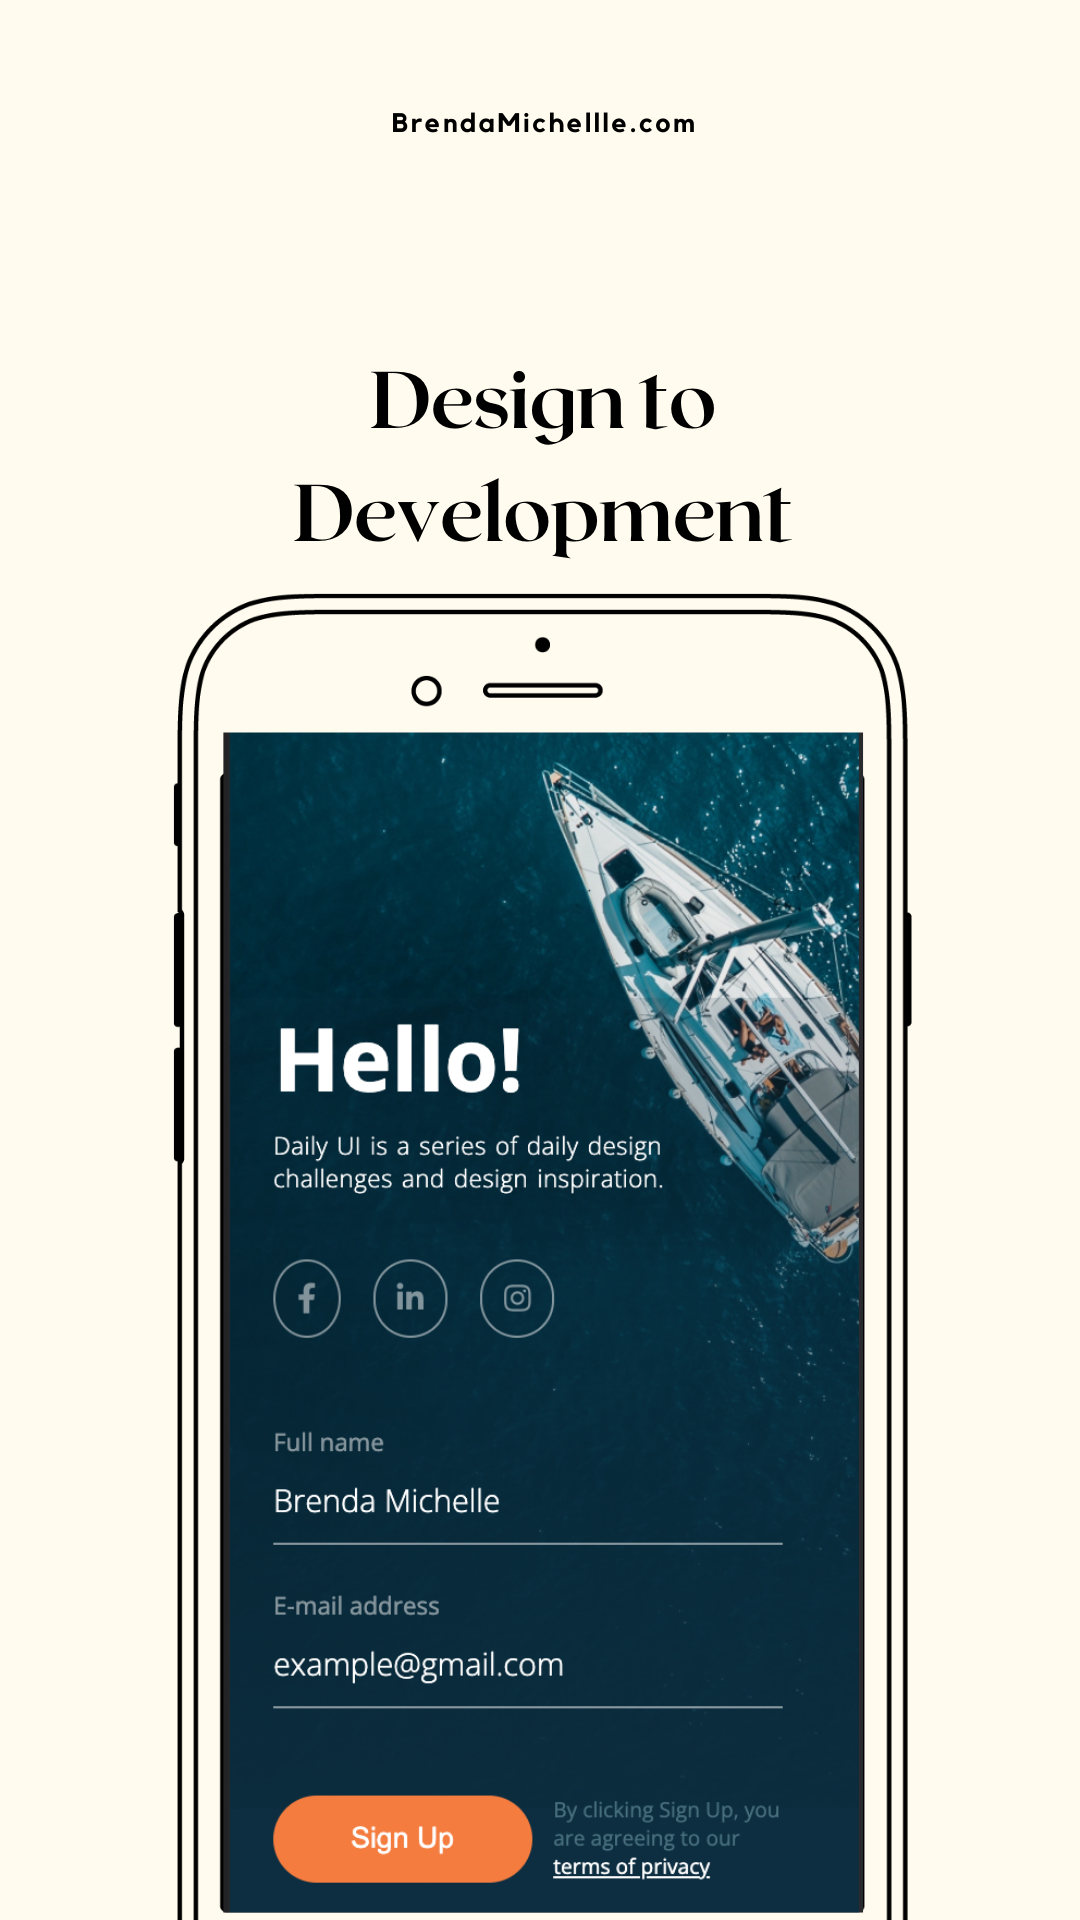 BrendaMichellle.com
Design to
Development
Hello!
Daily UI is a series of daily design
challenges and design inspiration.
f in
Full name
Brenda Michelle
E-mail address
example@gmail.com
Sign Up
By clicking Sign Up, you
are agreeing to our
terms of privacy